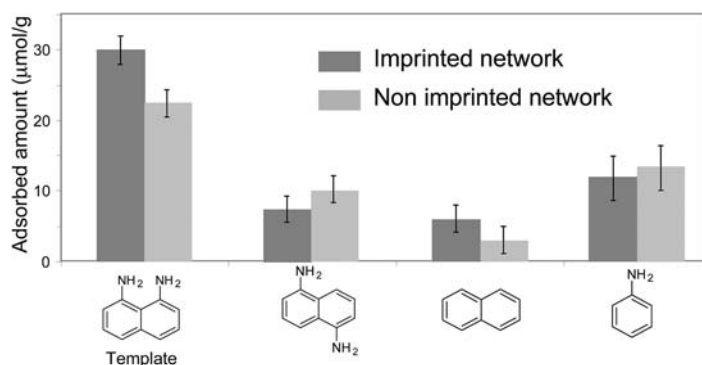 Adsorbed amount (µmol/g)
30
20
10
0
Imprinted network
Non imprinted network
NH2 NH2
Template
NH2
NH2
NH2